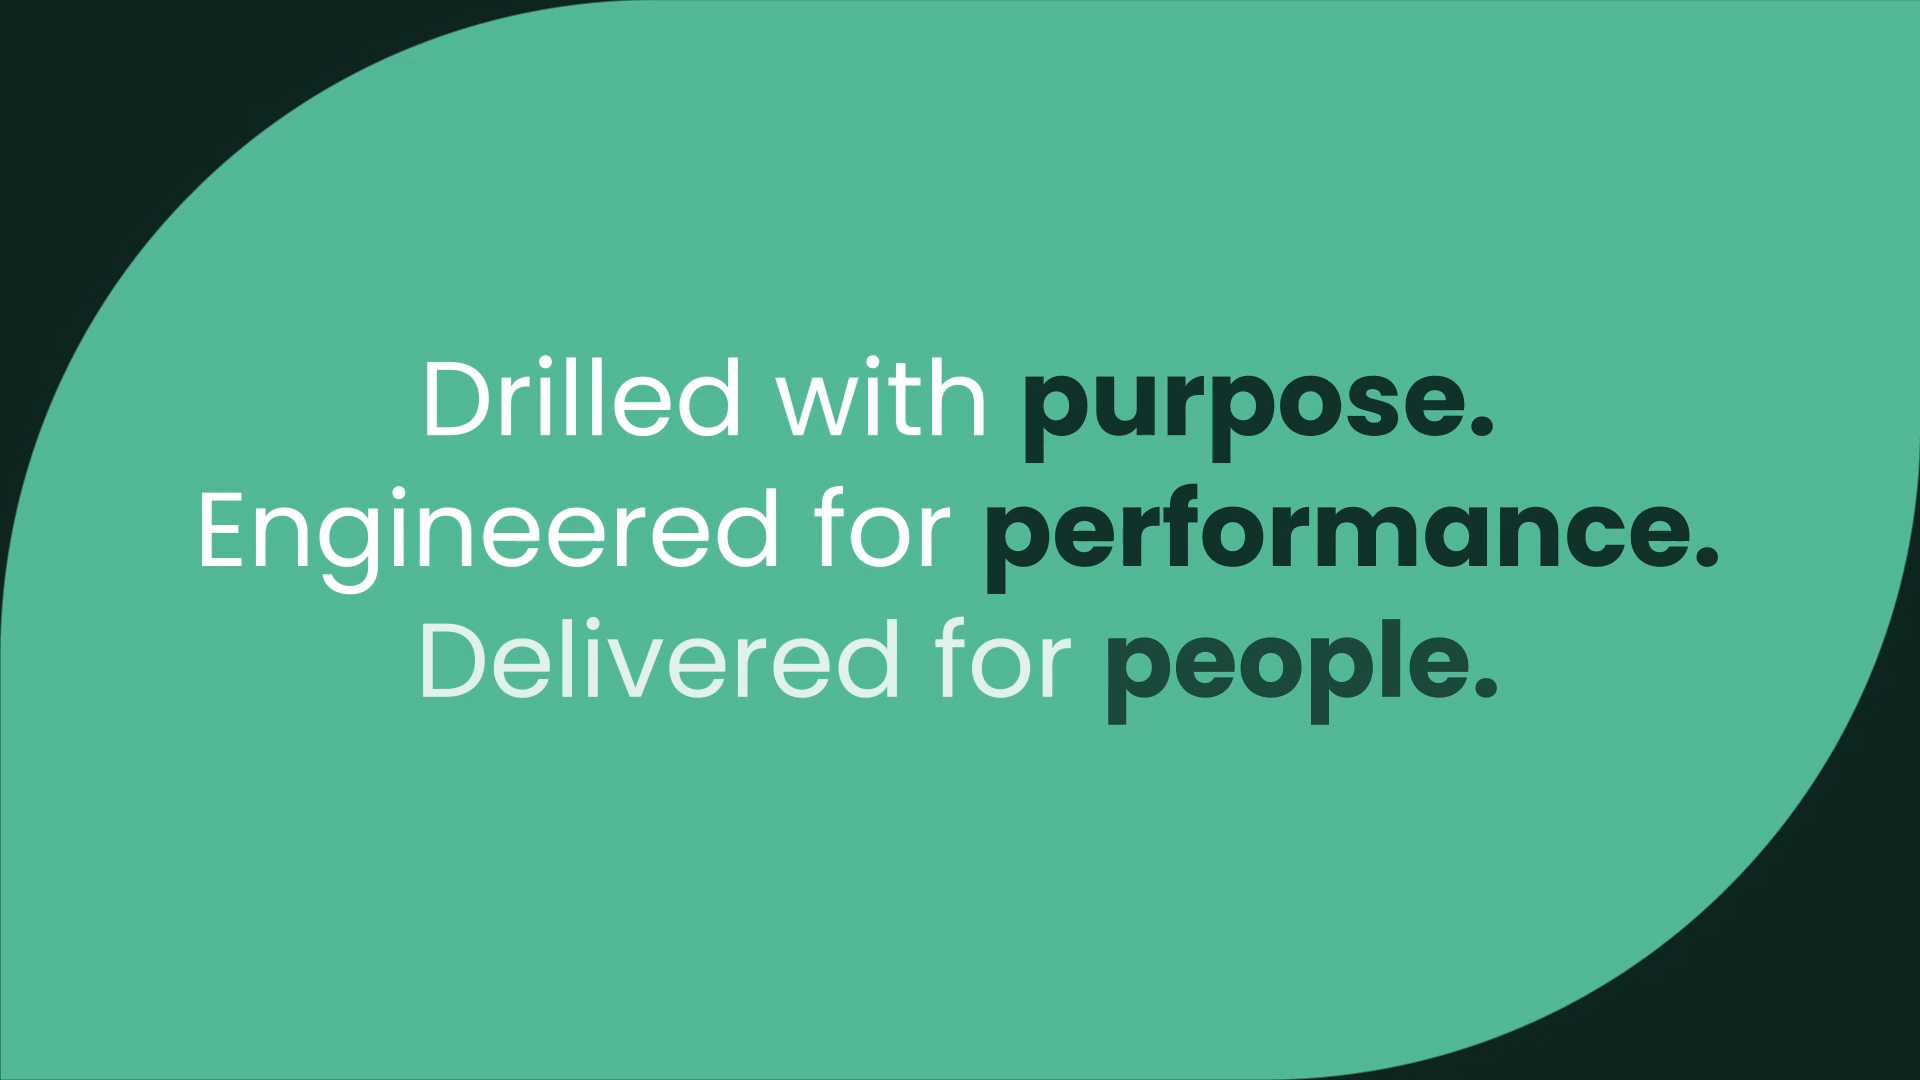 Drilled with purpose.
Engineered for performance.
Delivered for people.